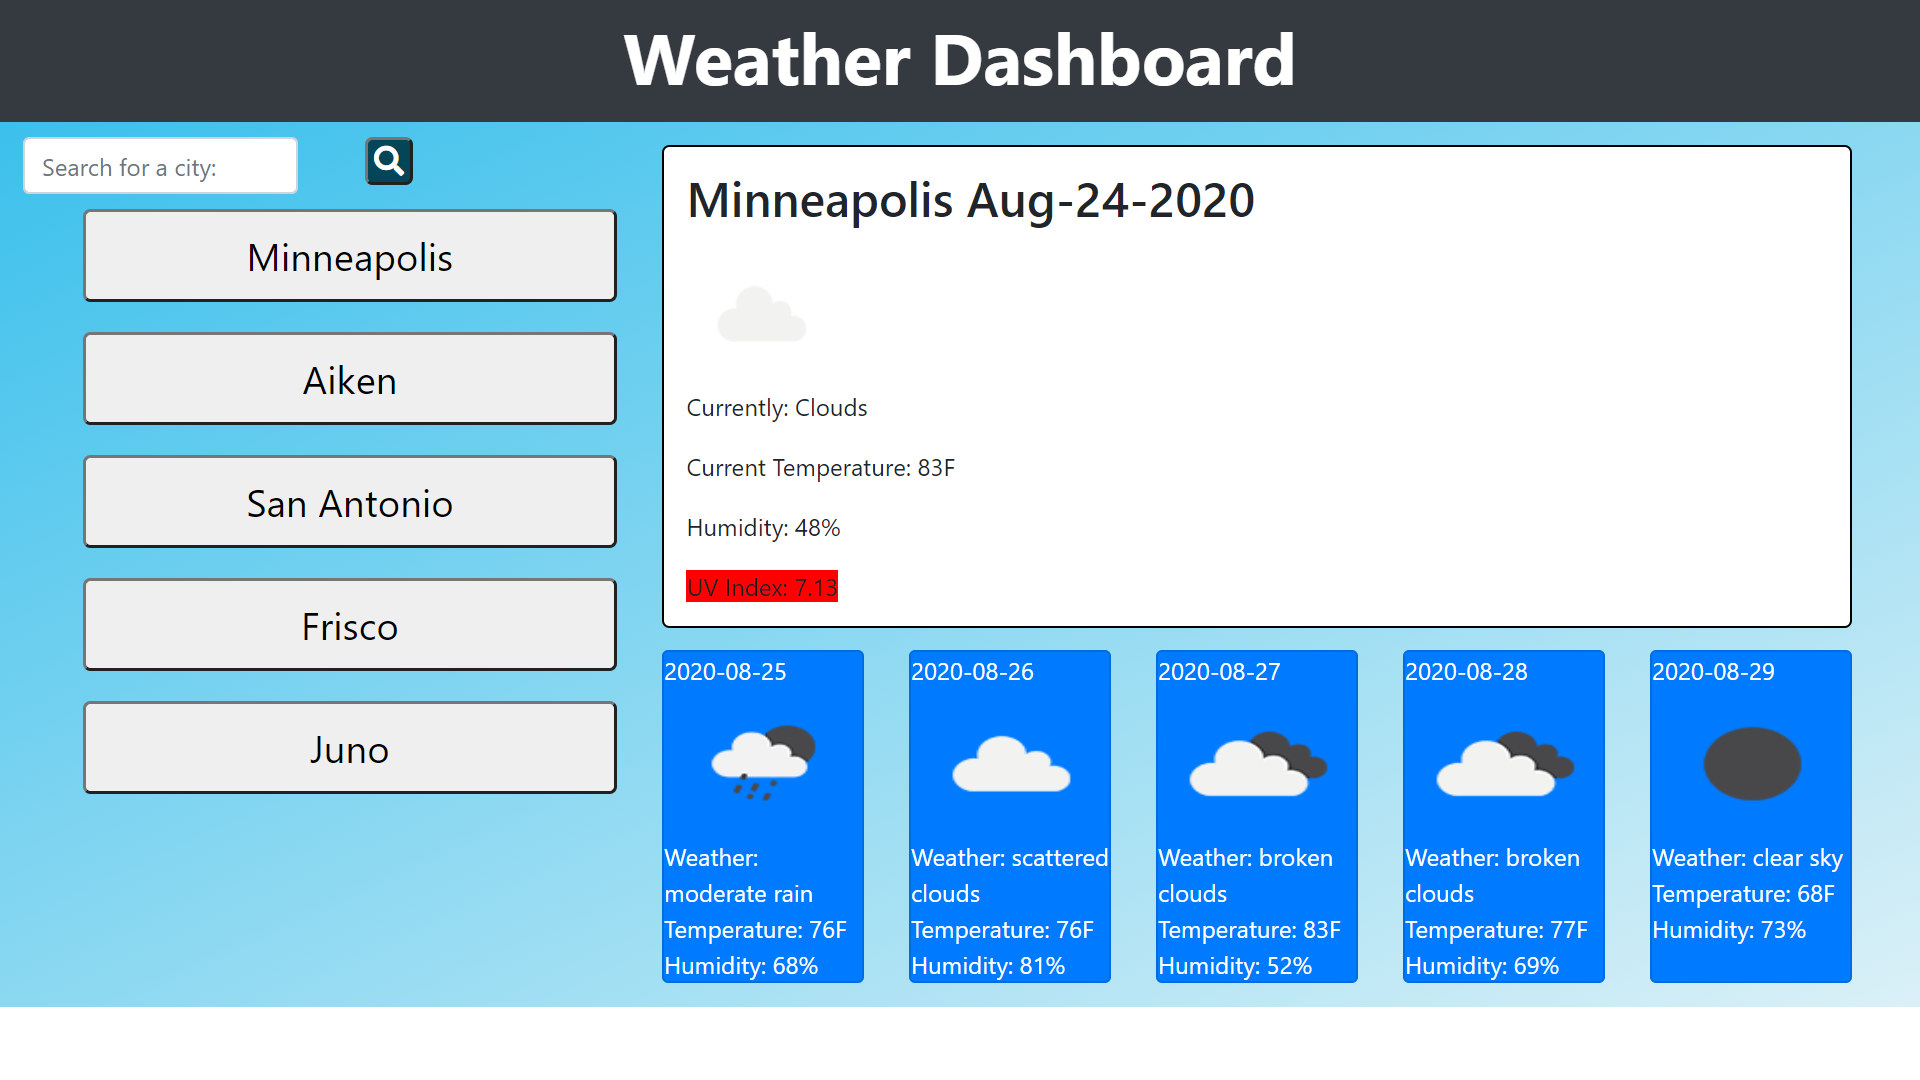 Weather Dashboard
Search for a city:
Minneapolis
Aiken
San Antonio
Frisco
Juno
Minneapolis Aug-24-2020
Currently: Clouds
Current Temperature: 83F
Humidity: 48%
UV Index: 7.13
2020-08-25
Weather:
moderate rain
Temperature: 76F
Humidity: 68%
2020-08-26
Weather: scattered
clouds
Temperature: 76F
Humidity: 81%
2020-08-27
Weather: broken
clouds
Temperature: 83F
Humidity: 52%
2020-08-28
Weather: broken
clouds
Temperature: 77F
Humidity: 69%
2020-08-29
Weather: clear sky
Temperature: 68F
Humidity: 73%